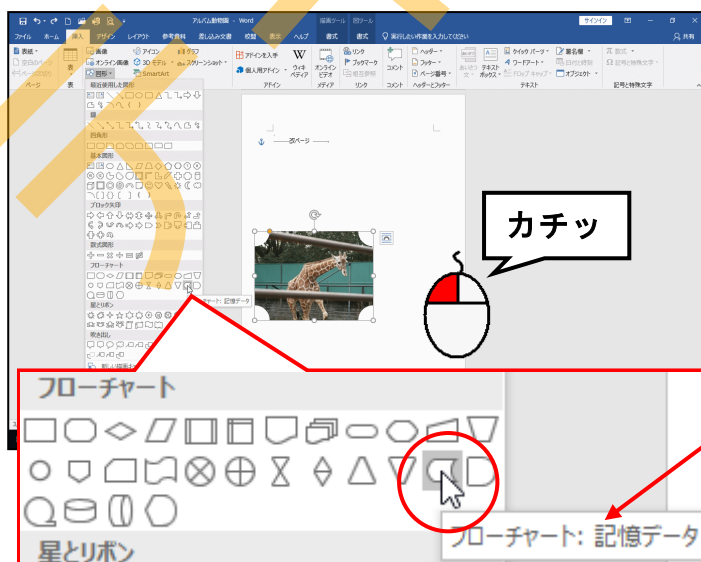 アルバム動物園 - Word
描画ツール 図ツール
サインイン
ファイル ホーム 挿入 デザイン レイアウト 参考資料 差し込み文書 校閲 表示 ヘルプ 書式 書式 実行したい作業を入力してください 共有
表紙 画像 アイコン グラフ アドインを入手 リンク ヘッダー クイック パーツ 署名欄 数式
空白のページ オンライン画像 3D モデル スクリーンショット ブックマーク フッター ワードアート 日付と時刻 記号と特殊文字
ページ区切り 表 図形 SmartArt 個人用アドイン ウィキペディア オンラインビデオ 相互参照 コメント ページ番号 テキストボックス ドロップ キャップ オブジェクト
ページ 表 アドイン メディア リンク コメント ヘッダーとフッター テキスト 記号と特殊文字
最近使用した図形
線
四角形
基本図形
ブロック矢印
数式図形
フローチャート
星とリボン
吹き出し
改ページ
カチッ
フローチャート
フローチャート: 記憶データ
星とリボン